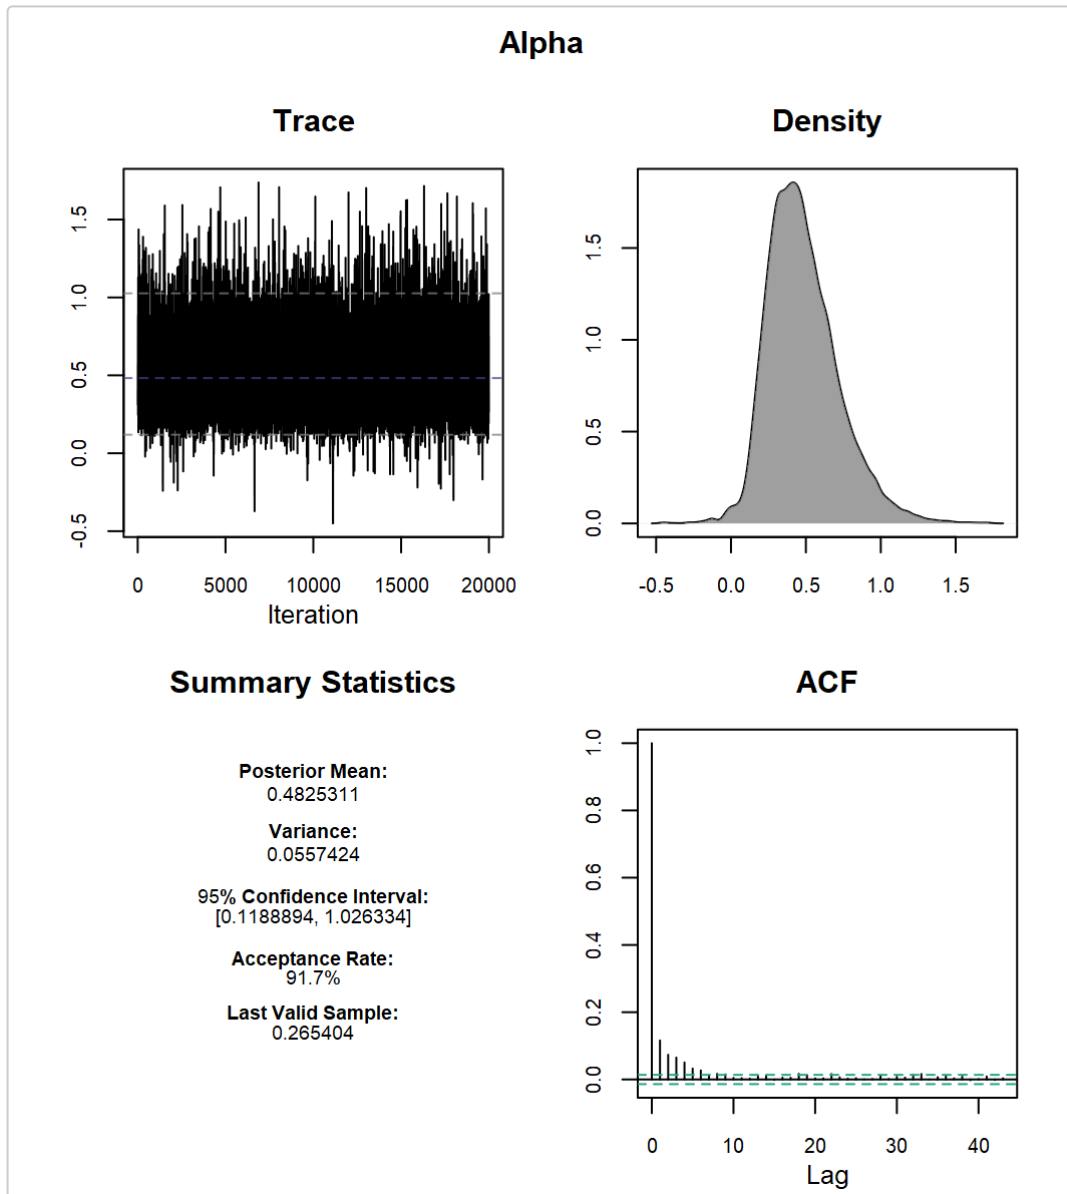 Alpha
Trace
-0.5 0.0 0.5 1.0 1.5
0 5000 10000 15000 20000
Iteration
Density
0.0 0.5 1.0 1.5
-0.5 0.0 0.5 1.0 1.5
Summary Statistics
Posterior Mean:
0.4825311
Variance:
0.0557424
95% Confidence Interval:
[0.1188894, 1.026334]
Acceptance Rate:
91.7%
Last Valid Sample:
0.265404
ACF
0.0 0.2 0.4 0.6 0.8 1.0
0 10 20 30 40
Lag